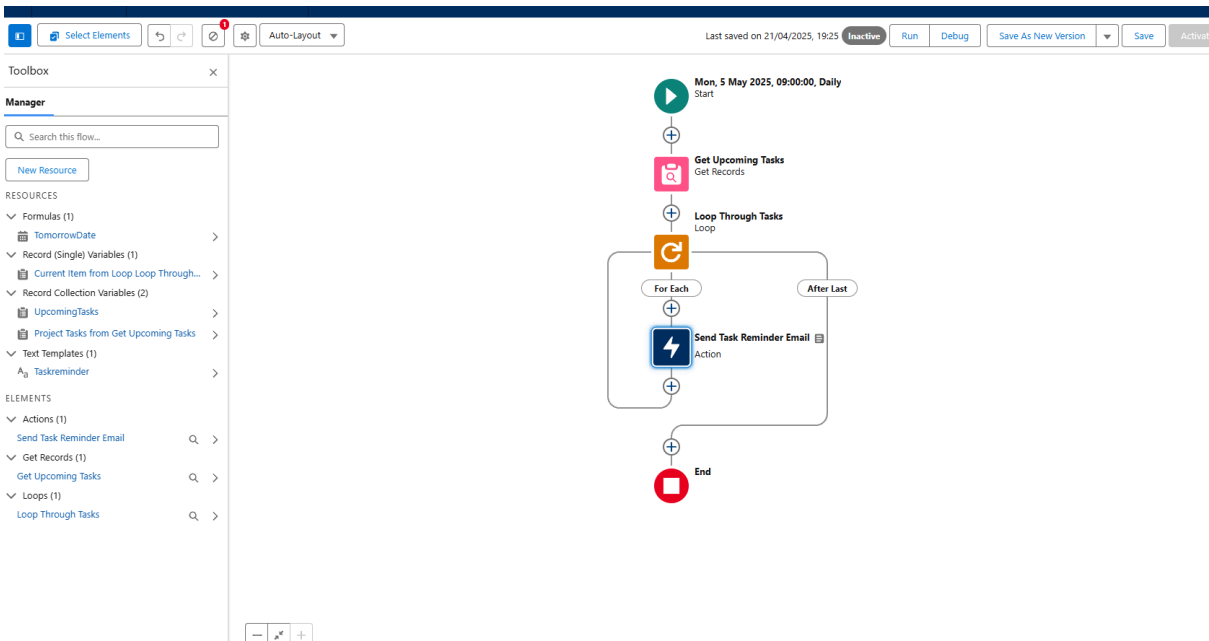 Select Elements
1
Auto-Layout
Last saved on 21/04/2025, 19:25
Inactive
Run
Debug
Save As New Version
Save
Activat
Toolbox
Manager
Search this flow...
New Resource
RESOURCES
Formulas (1)
TomorrowDate
Record (Single) Variables (1)
Current Item from Loop Loop Through...
Record Collection Variables (2)
UpcomingTasks
Project Tasks from Get Upcoming Tasks
Text Templates (1)
Taskreminder
ELEMENTS
Actions (1)
Send Task Reminder Email
Get Records (1)
Get Upcoming Tasks
Loops (1)
Loop Through Tasks
Mon, 5 May 2025, 09:00:00, Daily
Start
Get Upcoming Tasks
Get Records
Loop Through Tasks
Loop
For Each
After Last
Send Task Reminder Email
Action
End